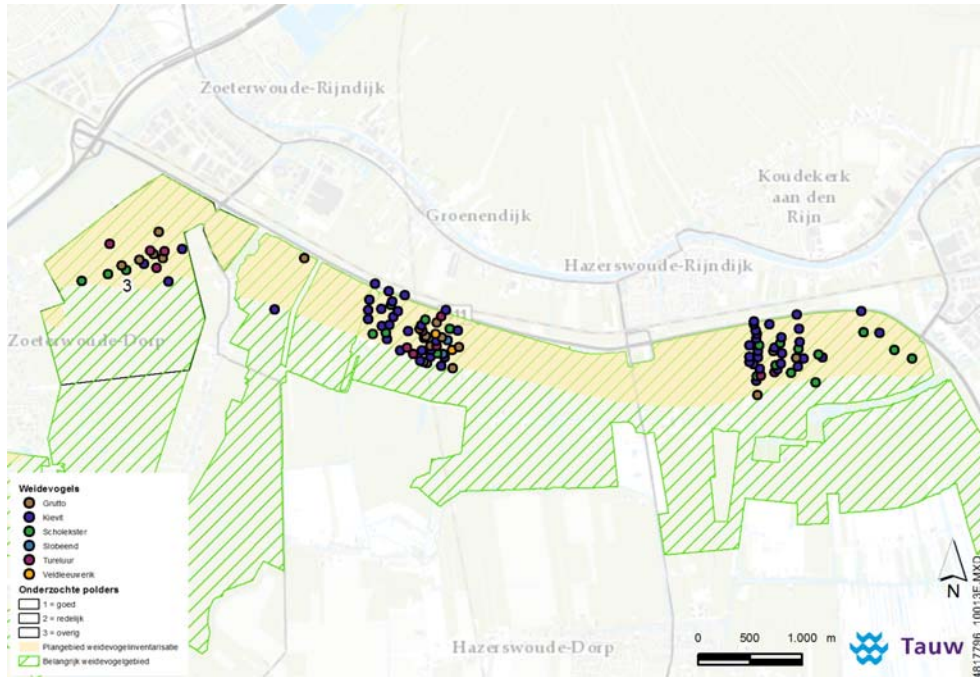 Zoeterwoude-Rijndijk
Koudekerk
aan den
Rijn
Groenendijk
Hazerswoude-Rijndijk
3
Zoeterwoude-Dorp
Weidevogels
Grutto
Kievit
Scholekster
Slobeend
Tureluur
Veldleeuwerik
Onderzochte polders
1 = goed
2 = redelijk
3 = overig
Plangebied weidevogelinventarisatie
Belangrijk weidevogelgebied
Hazerswoude-Dorp
0 500 1.000 m
N
Tauw